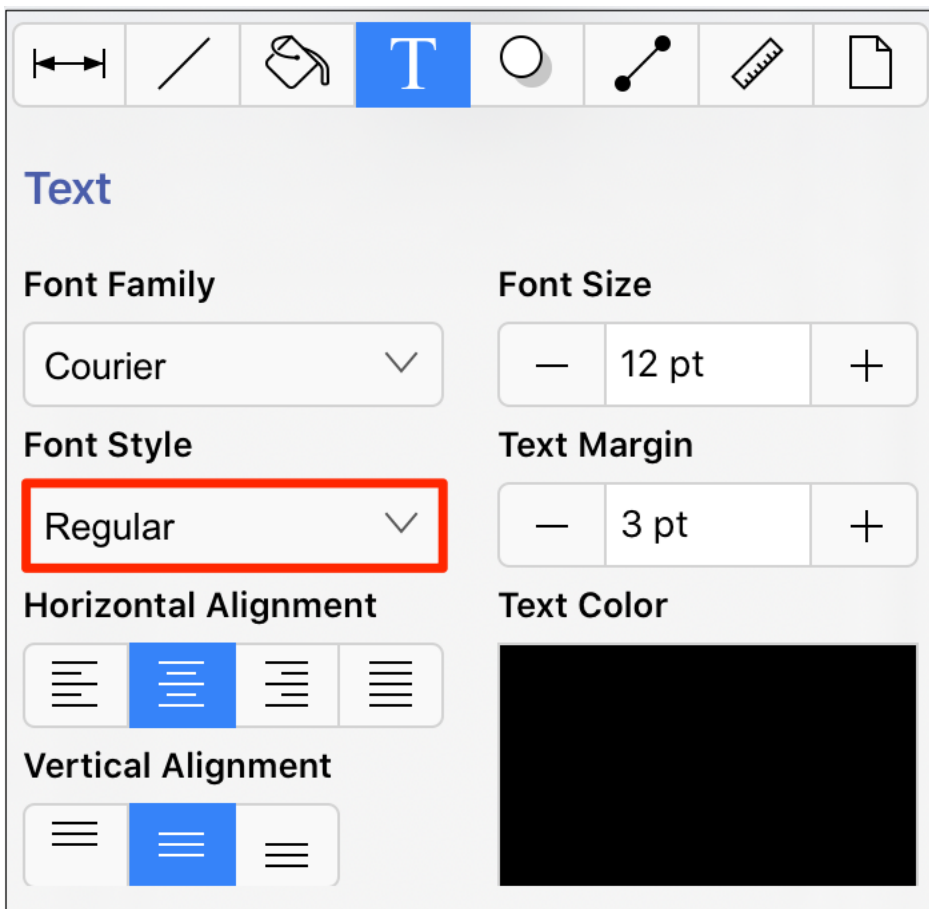 T
Text
Font Family
Font Size
Courier
12 pt
Font Style
Text Margin
Regular
3 pt
Horizontal Alignment
Text Color
Vertical Alignment